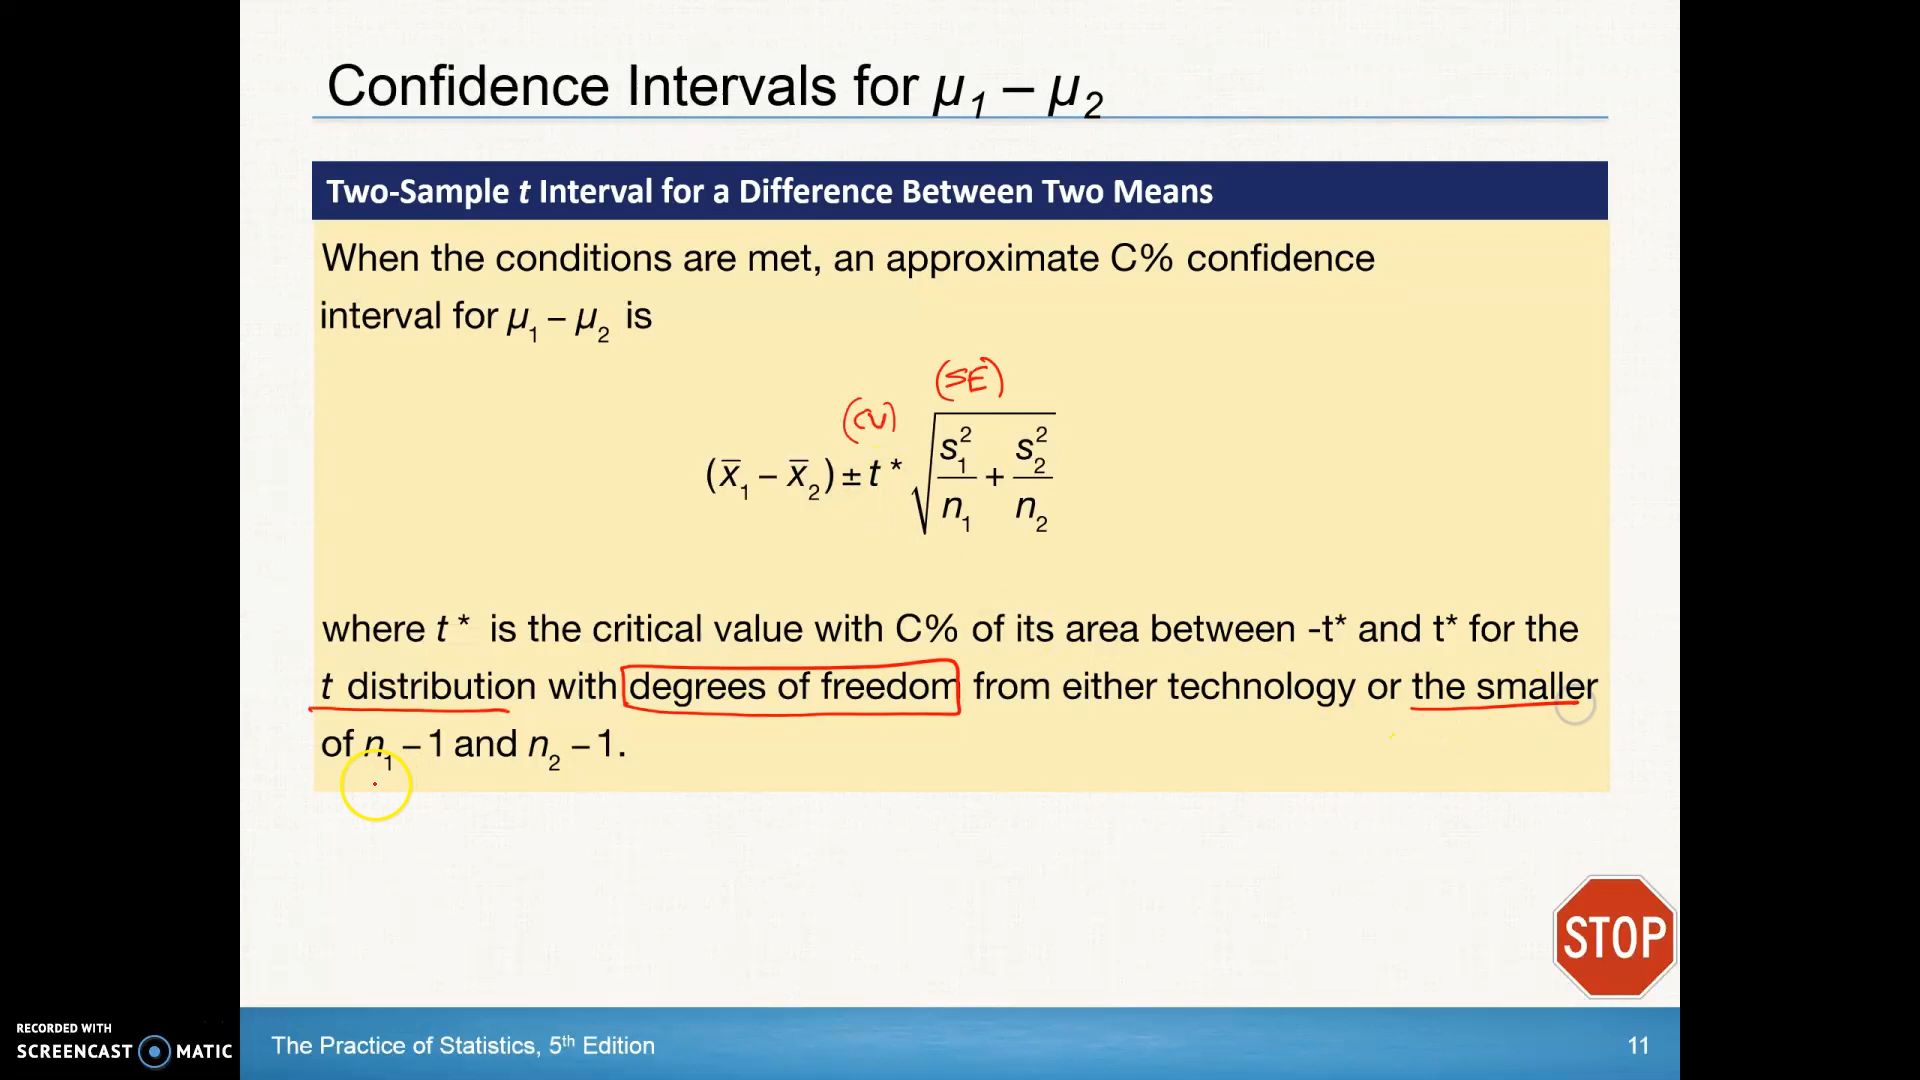 Confidence Intervals for μ₁ – μ₂
Two-Sample t Interval for a Difference Between Two Means
When the conditions are met, an approximate C% confidence
interval for μ₁ – μ₂ is
(SE)
(CV)
(x̄₁ – x̄₂) ± t * √(s₁²/n₁ + s₂²/n₂)
where t * is the critical value with C% of its area between -t* and t* for the
t distribution with degrees of freedom from either technology or the smaller
of n₁ – 1 and n₂ – 1.
STOP
RECORDED WITH
SCREENCAST MATIC
The Practice of Statistics, 5th Edition
11